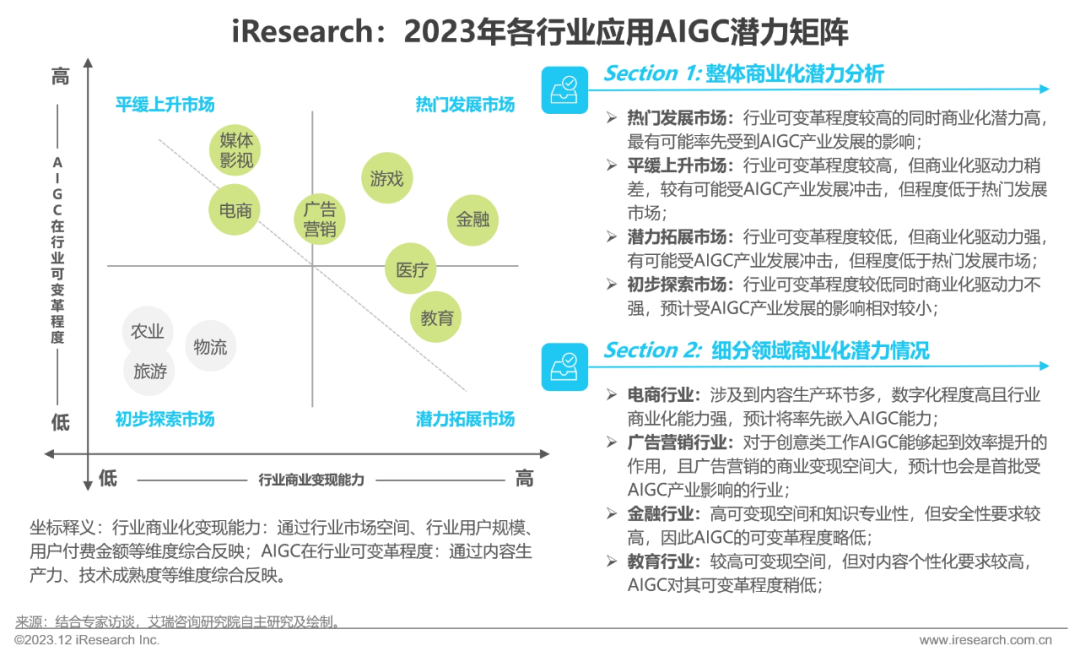 iResearch：2023年各行业应用AIGC潜力矩阵
高
平缓上升市场
热门发展市场
媒体
影视
游戏
电商
广告
营销
金融
医疗
教育
AIGC在行业可变革程度
农业
物流
旅游
低
初步探索市场
潜力拓展市场
低
行业商业变现能力
高
坐标释义：行业商业化变现能力：通过行业市场空间、行业用户规模、
用户付费金额等维度综合反映；AIGC在行业可变革程度：通过内容生
产力、技术成熟度等维度综合反映。
Section 1: 整体商业化潜力分析
➢ 热门发展市场：行业可变革程度较高的同时商业化潜力高，
最有可能率先受到AIGC产业发展的影响；
➢ 平缓上升市场：行业可变革程度较高，但商业化驱动力稍
差，较有可能受AIGC产业发展冲击，但程度低于热门发展
市场；
➢ 潜力拓展市场：行业可变革程度较低，但商业化驱动力强，
有可能受AIGC产业发展冲击，但程度低于热门发展市场；
➢ 初步探索市场：行业可变革程度较低同时商业化驱动力不
强，预计受AIGC产业发展的影响相对较小；
Section 2: 细分领域商业化潜力情况
➢ 电商行业：涉及到内容生产环节多，数字化程度高且行业
商业化能力强，预计将率先嵌入AIGC能力；
➢ 广告营销行业：对于创意类工作AIGC能够起到效率提升的
作用，且广告营销的商业变现空间大，预计也会是首批受
AIGC产业影响的行业；
➢ 金融行业：高可变现空间和知识专业性，但安全性要求较
高，因此AIGC的可变革程度略低；
➢ 教育行业：较高可变现空间，但对内容个性化要求较高，
AIGC对其可变革程度稍低；
来源：结合专家访谈，艾瑞咨询研究院自主研究及绘制。
©2023.12 iResearch Inc.
www.iresearch.com.cn